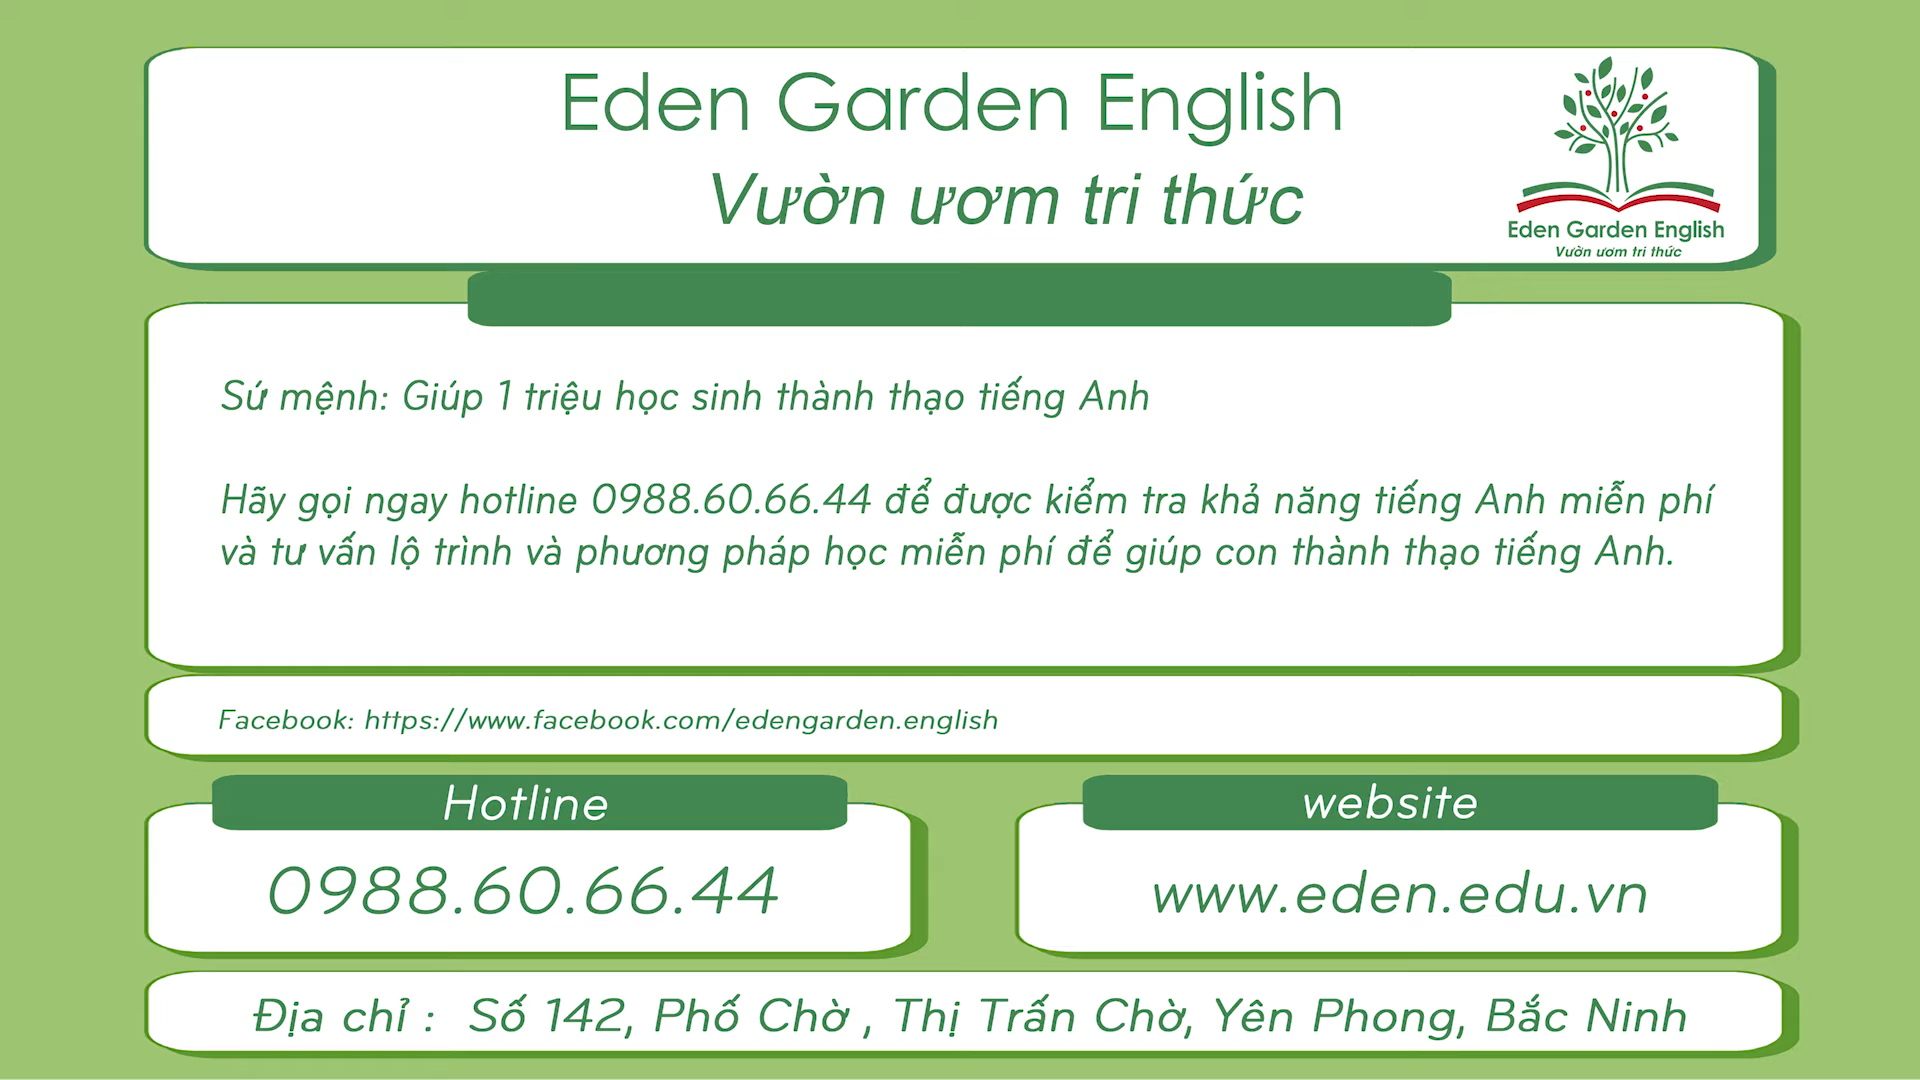 Eden Garden English
Vườn ươm tri thức
Eden Garden English
Vườn ươm tri thức
Sứ mệnh: Giúp 1 triệu học sinh thành thạo tiếng Anh
Hãy gọi ngay hotline 0988.60.66.44 để được kiểm tra khả năng tiếng Anh miễn phí
và tư vấn lộ trình và phương pháp học miễn phí để giúp con thành thạo tiếng Anh.
Facebook: https://www.facebook.com/edengarden.english
Hotline
0988.60.66.44
website
www.eden.edu.vn
Địa chỉ : Số 142, Phố Chờ , Thị Trấn Chờ, Yên Phong, Bắc Ninh